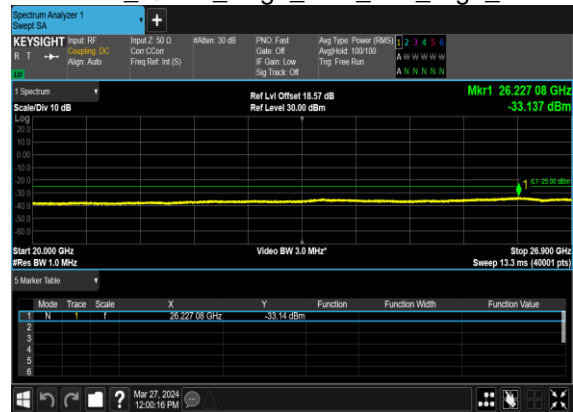 Spectrum Analyzer 1
Swept SA
+
KEYSIGHT
R T
LXI
Input: RF
Coupling: DC
Align: Auto
Input Z: 50 Ω
Corr CCorr
Freq Ref: Int (S)
#Atten: 30 dB
PNO: Fast
Gate: Off
IF Gain: Low
Sig Track: Off
Avg Type: Power (RMS)
Avg|Hold: 100/100
Trig: Free Run
1 2 3 4 5 6
A W W W W W
A N N N N N
1 Spectrum
Scale/Div 10 dB
Ref Lvl Offset 18.57 dB
Ref Level 30.00 dBm
Mkr1 26.227 08 GHz
-33.137 dBm
Log
20.0
10.0
0.00
-10.0
-20.0
-30.0
-40.0
-50.0
-60.0
1
DL1 -25.00 dBm
Start 20.000 GHz
#Res BW 1.0 MHz
Video BW 3.0 MHz*
Stop 26.900 GHz
Sweep 13.3 ms (40001 pts)
5 Marker Table
Mode Trace Scale X Y Function Function Width Function Value
1 N 1 f 26.227 08 GHz -33.14 dBm
2
3
4
5
6
?
Mar 27, 2024
12:00:16 PM